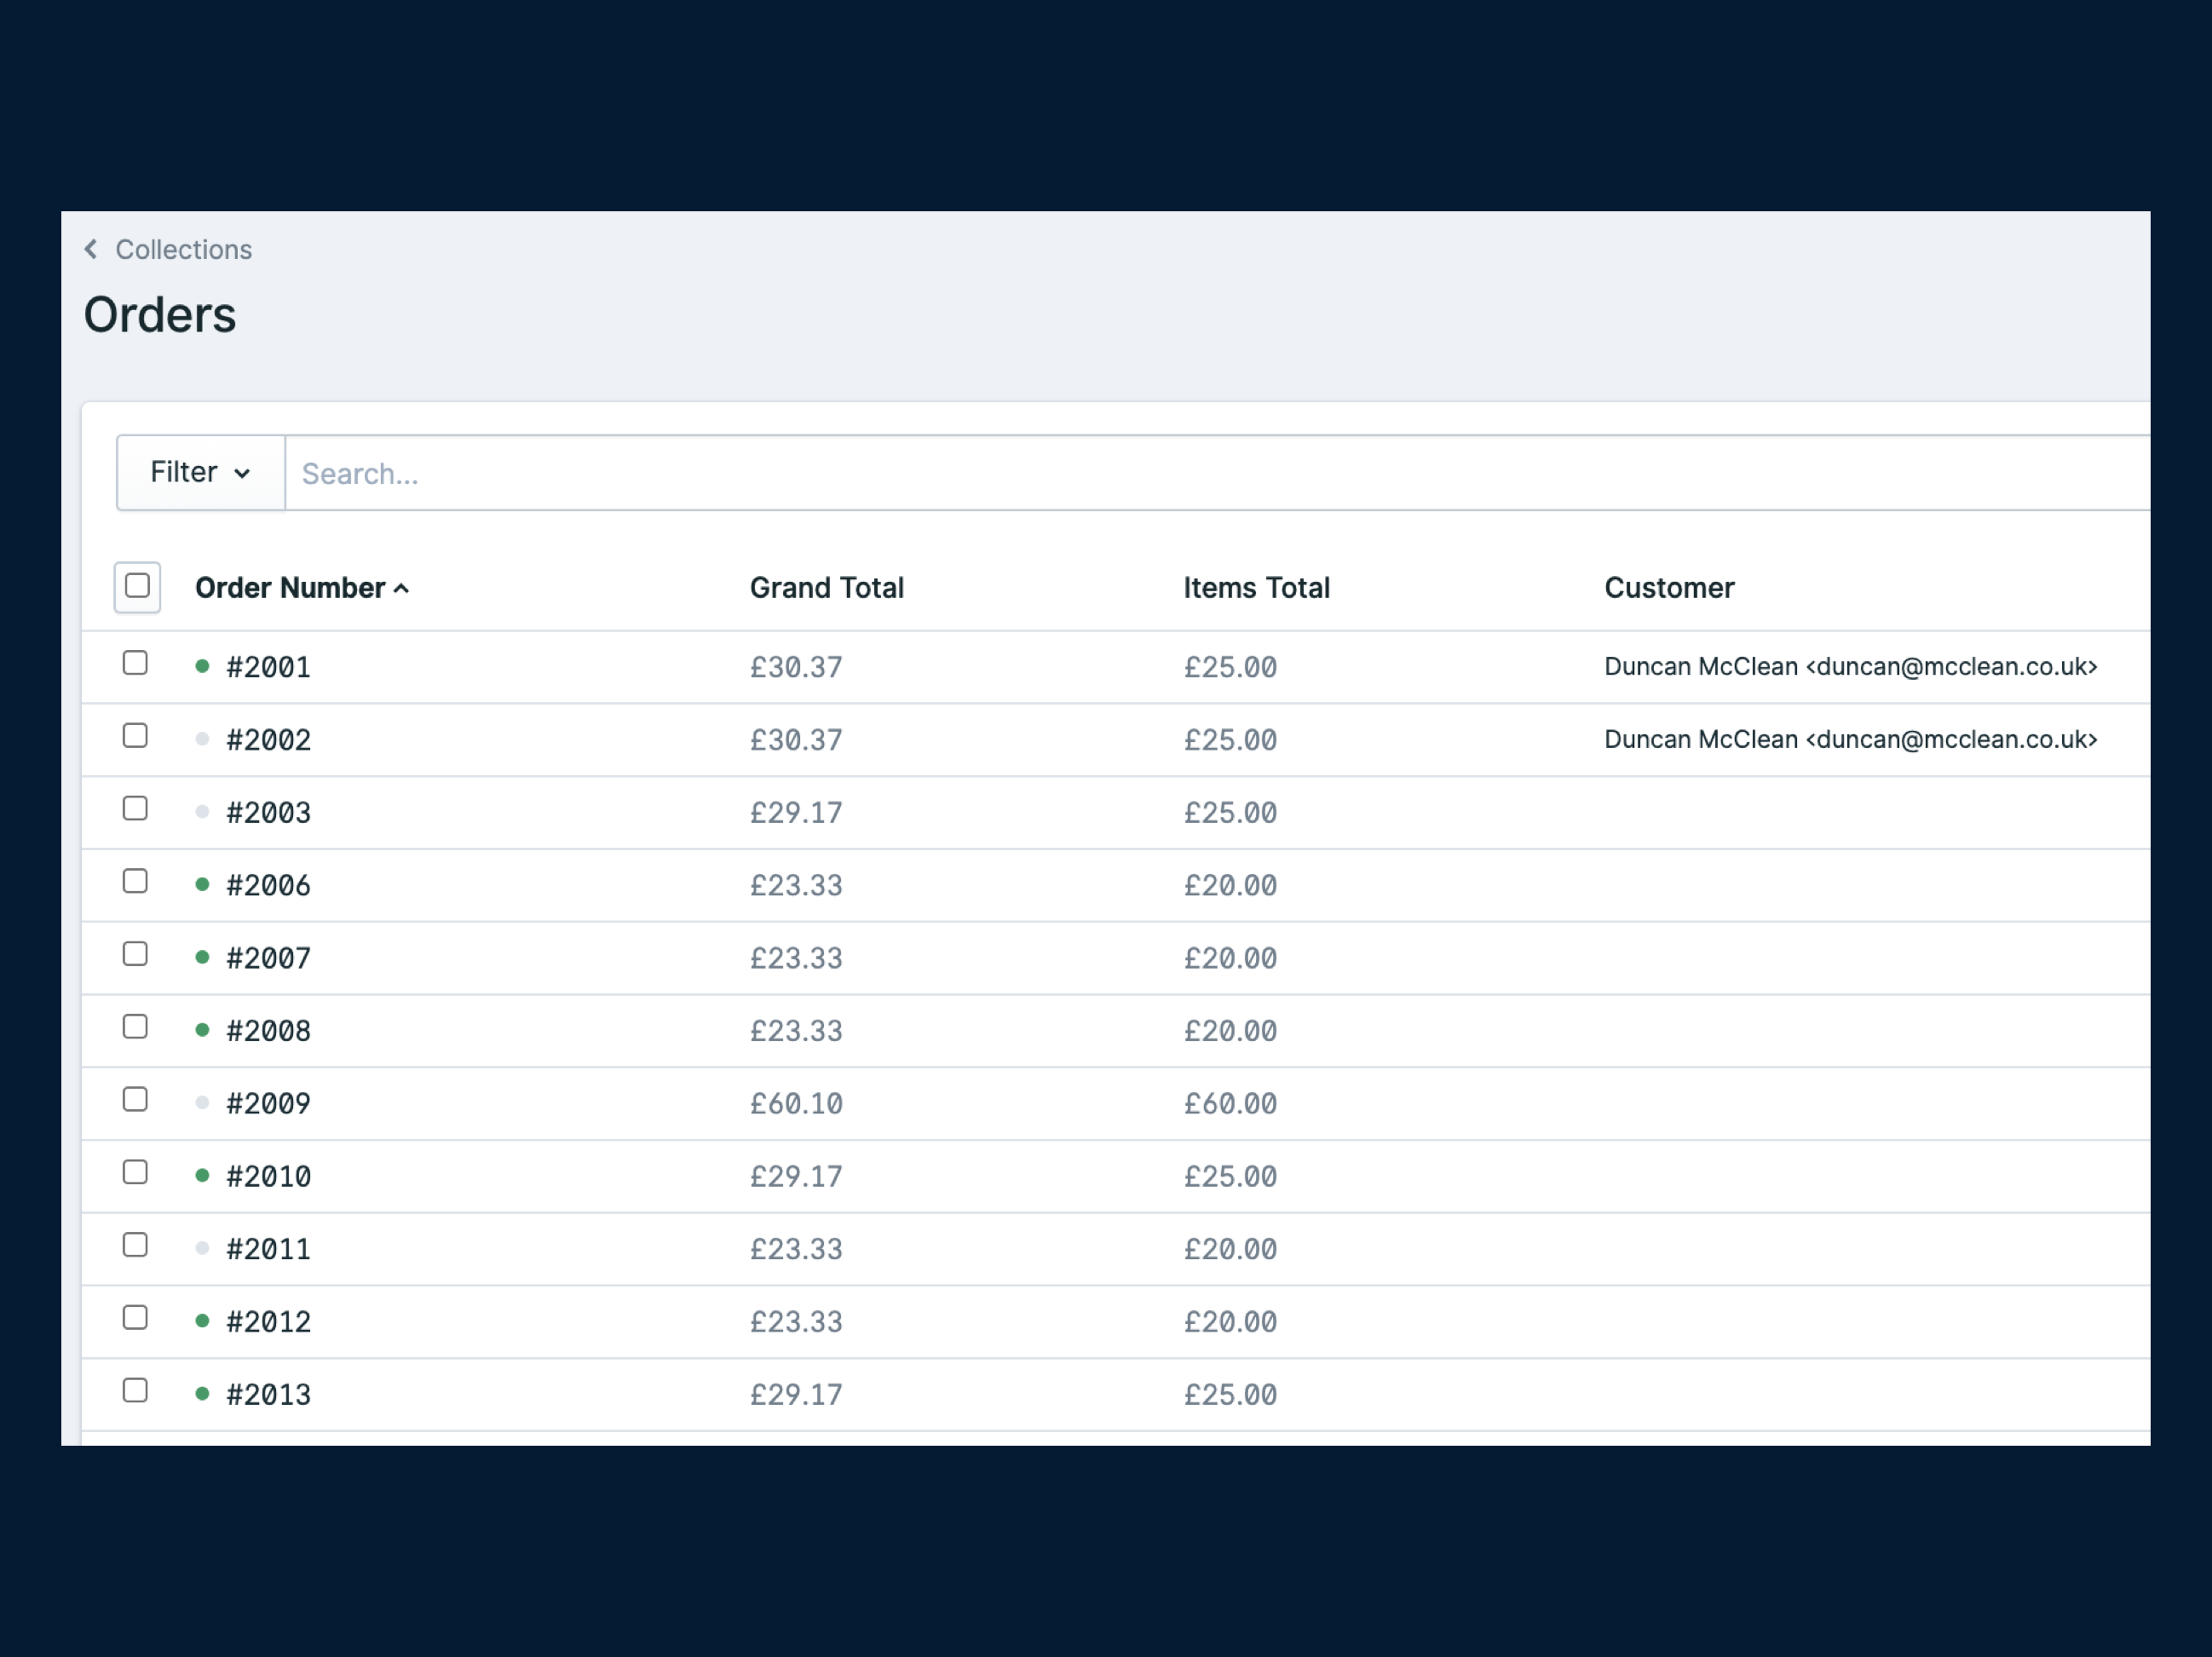 Collections
Orders
Filter Search...
Order Number Grand Total Items Total Customer
#2001 £30.37 £25.00 Duncan McClean <duncan@mcclean.co.uk>
#2002 £30.37 £25.00 Duncan McClean <duncan@mcclean.co.uk>
#2003 £29.17 £25.00
#2006 £23.33 £20.00
#2007 £23.33 £20.00
#2008 £23.33 £20.00
#2009 £60.10 £60.00
#2010 £29.17 £25.00
#2011 £23.33 £20.00
#2012 £23.33 £20.00
#2013 £29.17 £25.00